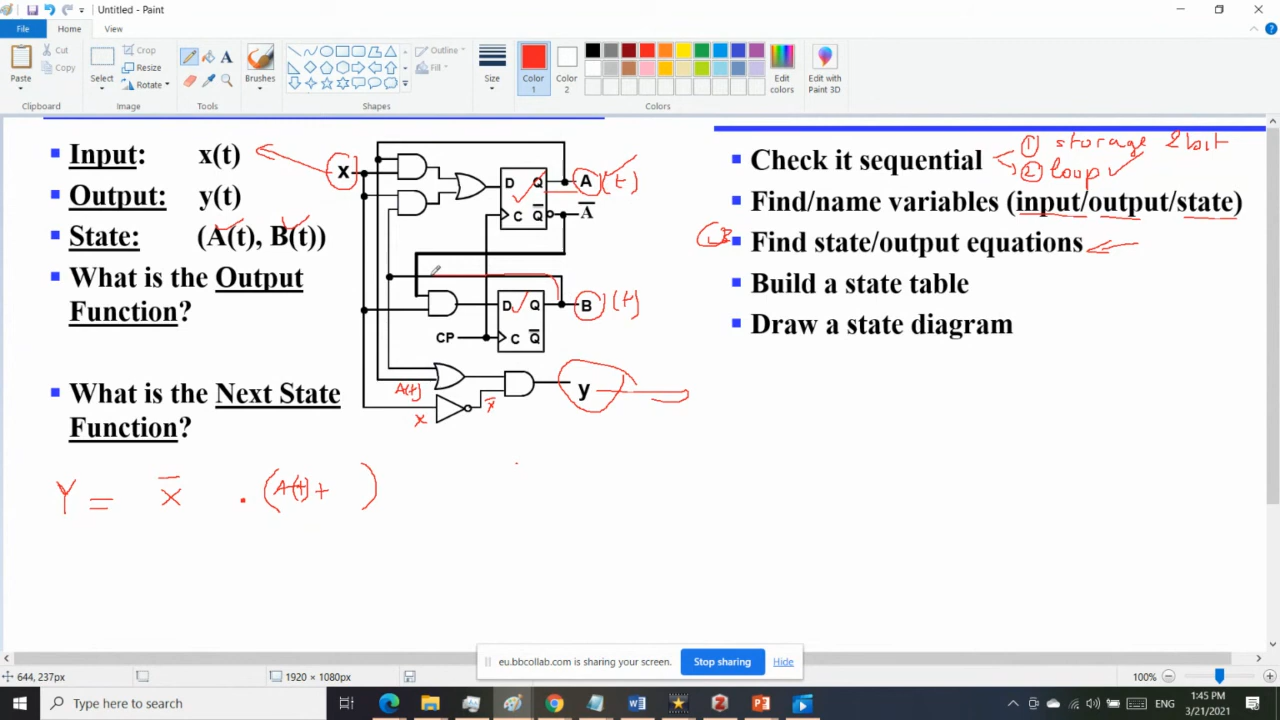 Untitled - Paint
File
Home
View
Paste
Cut
Copy
Clipboard
Select
Crop
Resize
Rotate
Image
A
Tools
Brushes
Shapes
Outline
Fill
Size
Color 1
Color 2
Edit colors
Colors
Edit with Paint 3D
Input: x(t)
Output: y(t)
State: (A(t), B(t))
What is the Output Function?
What is the Next State Function?
x
D Q
C Q̅
A (t)
A̅
D Q
C Q̅
B (t)
CP
A(t)
x
x̅
y
Y = x̅ . (A(t)+ )
Check it sequential
① storage 2bit
② loop
Find/name variables (input/output/state)
Find state/output equations
Build a state table
Draw a state diagram
eu.bbcollab.com is sharing your screen.
Stop sharing
Hide
644, 237px
1920 × 1080px
100%
Type here to search
ENG
1:45 PM
3/21/2021